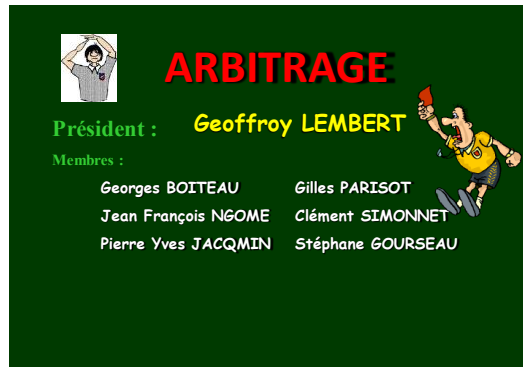 ARBITRAGE
Président : Geoffroy LEMBERT
Membres :
Georges BOITEAU Gilles PARISOT
Jean François NGOME Clément SIMONNET
Pierre Yves JACQMIN Stéphane GOURSEAU